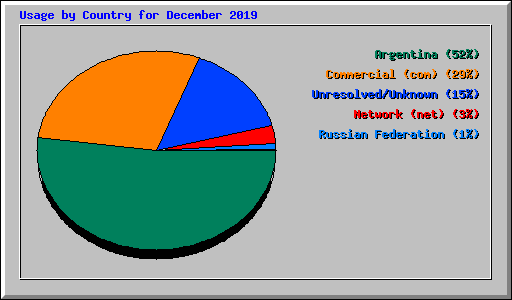 Usage by Country for December 2019
Argentina (52%)
Commercial (com) (29%)
Unresolved/Unknown (15%)
Network (net) (3%)
Russian Federation (1%)